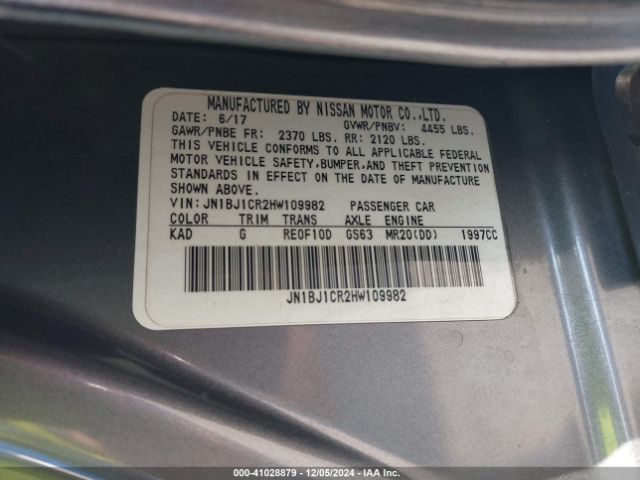 MANUFACTURED BY NISSAN MOTOR CO.,LTD.
DATE: 6/17 GVWR/PNBV: 4455 LBS.
GAWR/PNBE FR: 2370 LBS. RR: 2120 LBS.
THIS VEHICLE CONFORMS TO ALL APPLICABLE FEDERAL
MOTOR VEHICLE SAFETY,BUMPER,AND THEFT PREVENTION
STANDARDS IN EFFECT ON THE DATE OF MANUFACTURE
SHOWN ABOVE.
VIN:JN1BJ1CR2HW109982 PASSENGER CAR
COLOR TRIM TRANS AXLE ENGINE
KAD G RE0F10D GS63 MR20(DD) 1997CC
JN1BJ1CR2HW109982
000-41028879 - 12/05/2024 - IAA Inc.